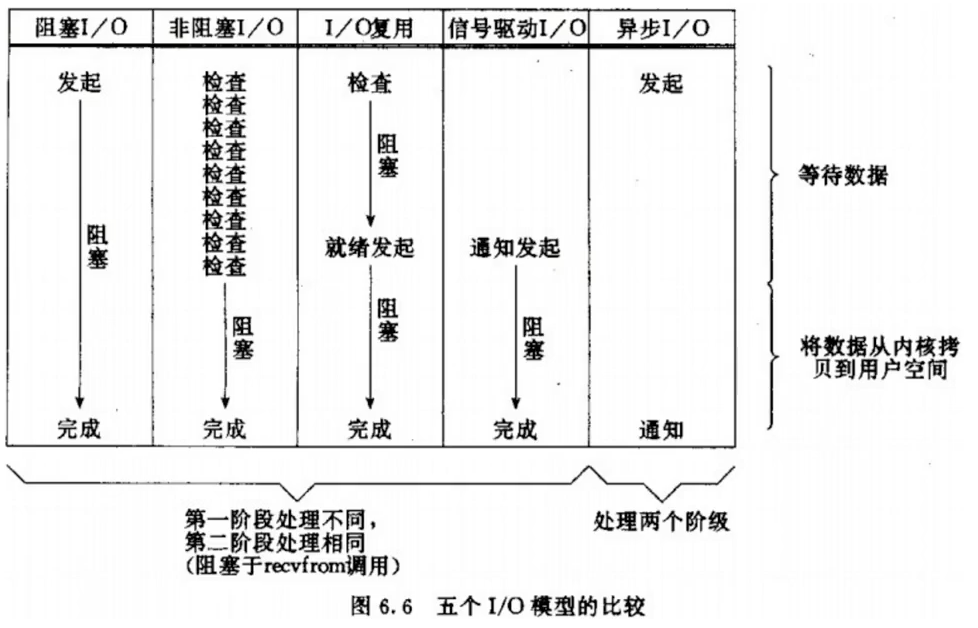 阻塞I/O 非阻塞I/O I/O复用 信号驱动I/O 异步I/O
发起 检查 检查 发起
检查
检查
检查
检查
检查
检查
检查
检查
阻塞
等待数据
阻塞
就绪发起 通知发起
阻塞
阻塞
阻塞
将数据从内核拷
贝到用户空间
完成 完成 完成 完成 通知
第一阶段处理不同，
第二阶段处理相同
（阻塞于recvfrom调用）
处理两个阶级
图 6.6 五个 I/O 模型的比较